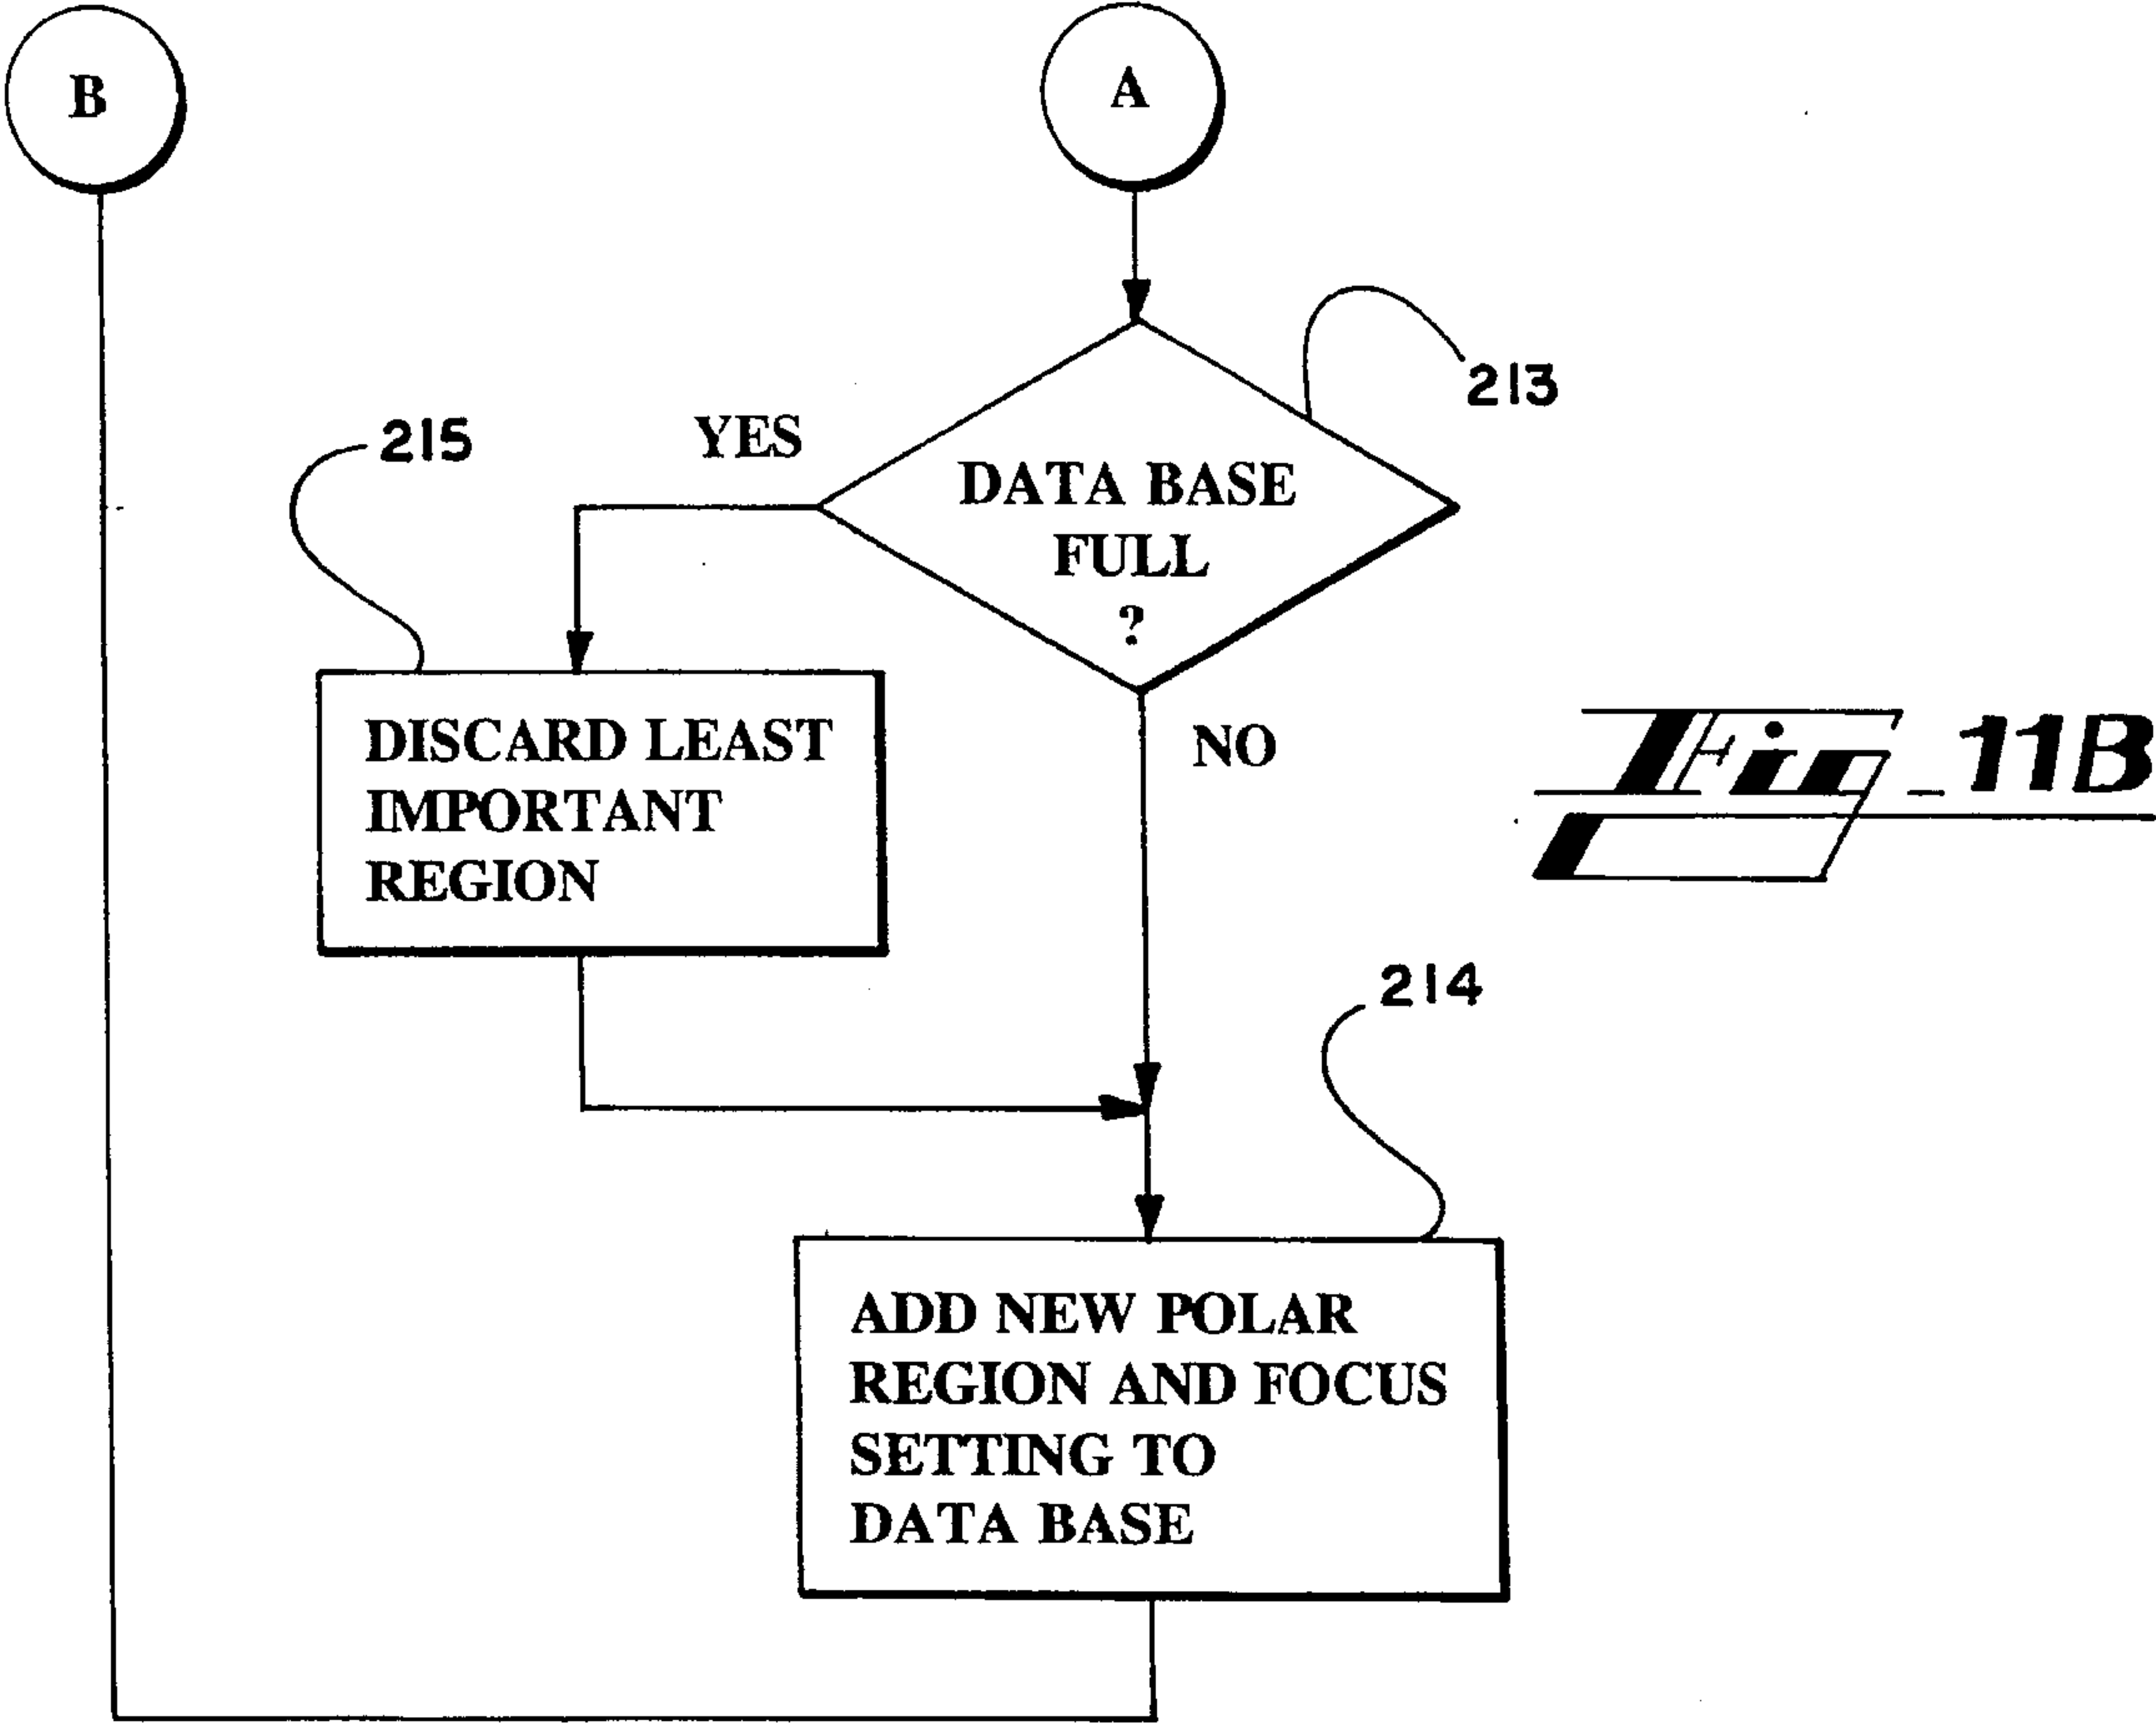 B
A
213
215
YES
DATA BASE
FULL
?
NO
DISCARD LEAST
IMPORTANT
REGION
Fig_11B
214
ADD NEW POLAR
REGION AND FOCUS
SETTING TO
DATA BASE